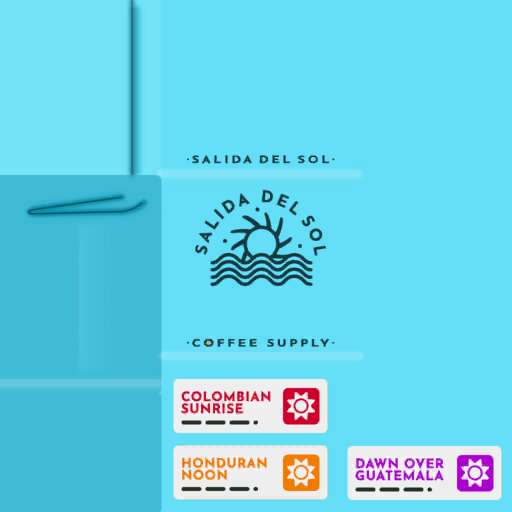 ·SALIDA DEL SOL·
SALIDA DEL SOL
·COFFEE SUPPLY·
COLOMBIAN
SUNRISE
HONDURAN
NOON
DAWN OVER
GUATEMALA